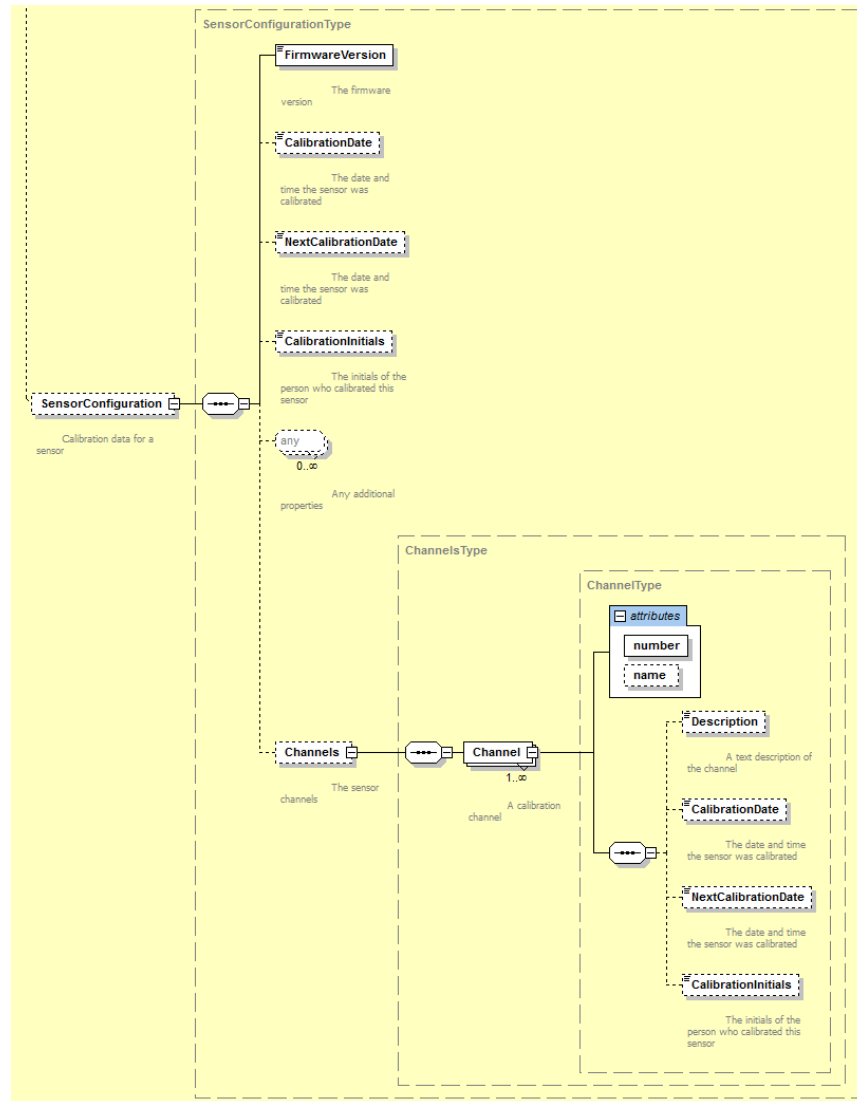 SensorConfigurationType
FirmwareVersion
The firmware
version
CalibrationDate
The date and
time the sensor was
calibrated
NextCalibrationDate
The date and
time the sensor was
calibrated
CalibrationInitials
The initials of the
person who calibrated this
sensor
SensorConfiguration
Calibration data for a
sensor
any
0..∞
Any additional
properties
ChannelsType
ChannelType
attributes
number
name
Channels
The sensor
channels
Channel
1..∞
A calibration
channel
Description
A text description of
the channel
CalibrationDate
The date and time
the sensor was calibrated
NextCalibrationDate
The date and time
the sensor was calibrated
CalibrationInitials
The initials of the
person who calibrated this
sensor